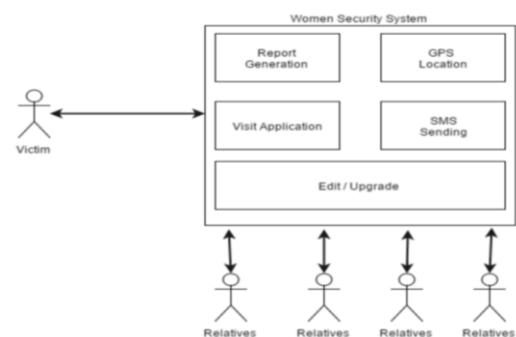 Women Security System
Report
Generation
GPS
Location
Visit Application
SMS
Sending
Edit / Upgrade
Victim
Relatives
Relatives
Relatives
Relatives